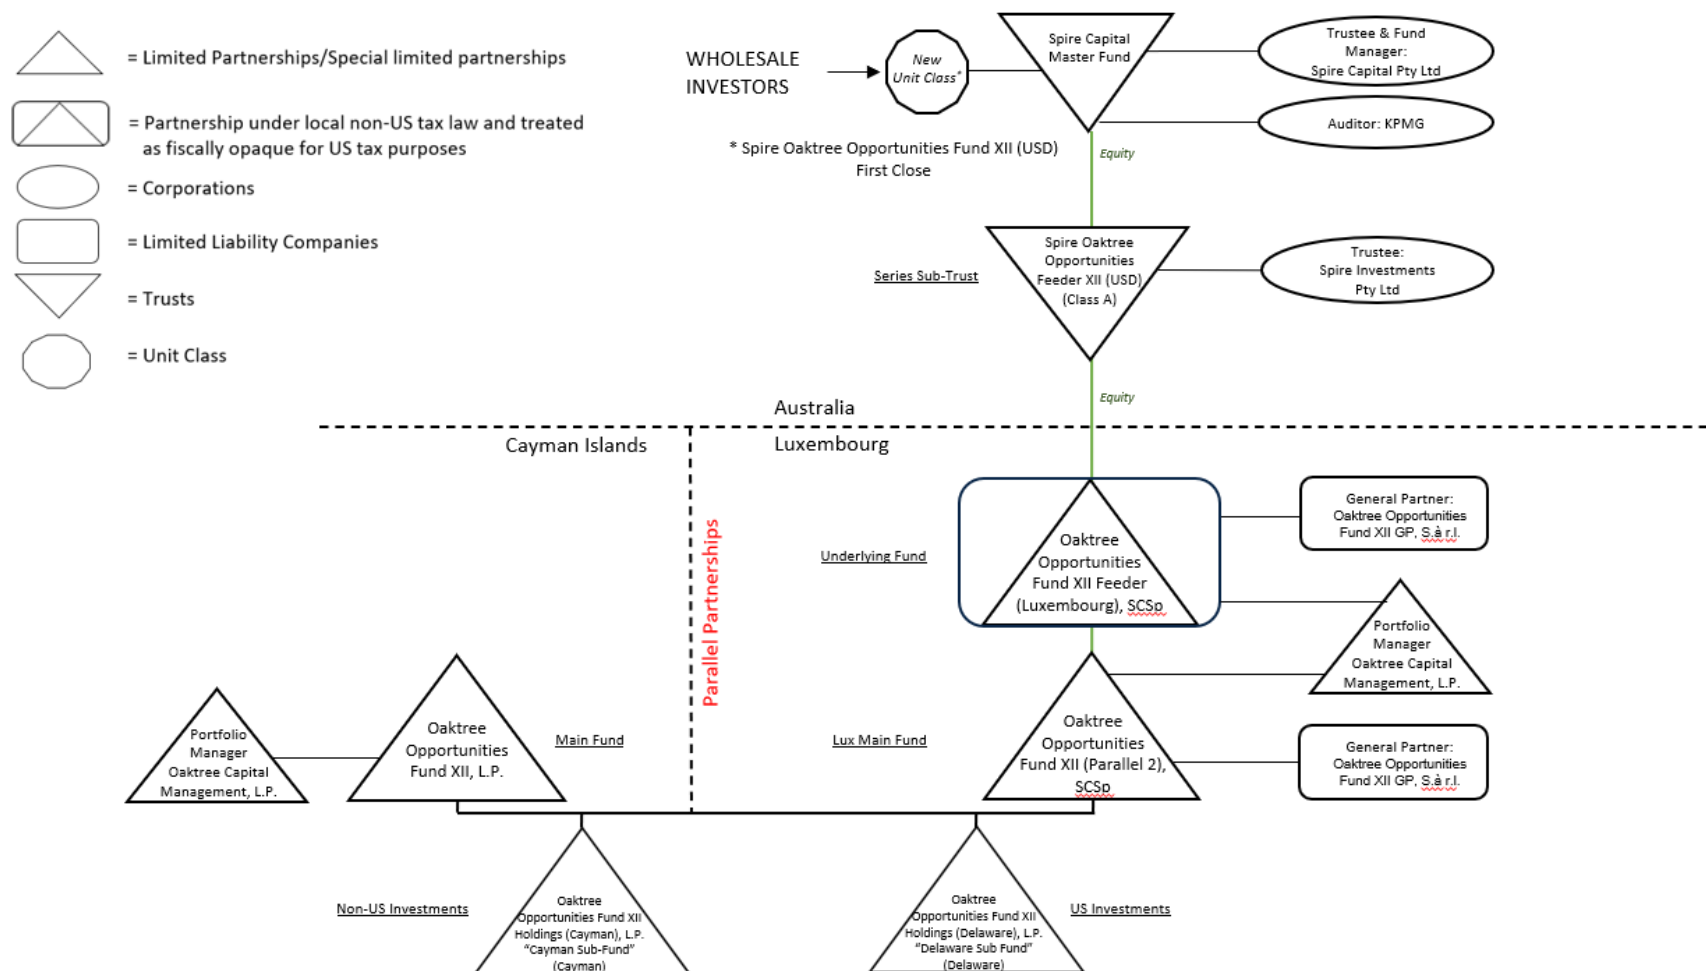 = Limited Partnerships/Special limited partnerships
= Partnership under local non-US tax law and treated
as fiscally opaque for US tax purposes
= Corporations
= Limited Liability Companies
= Trusts
= Unit Class
WHOLESALE
INVESTORS
New
Unit Class*
Spire Capital
Master Fund
Trustee & Fund
Manager:
Spire Capital Pty Ltd
Auditor: KPMG
* Spire Oaktree Opportunities Fund XII (USD)
First Close
Equity
Series Sub-Trust
Spire Oaktree
Opportunities
Feeder XII (USD)
(Class A)
Trustee:
Spire Investments
Pty Ltd
Equity
Australia
Cayman Islands
Luxembourg
Parallel Partnerships
Underlying Fund
Oaktree
Opportunities
Fund XII Feeder
(Luxembourg), SCSp
General Partner:
Oaktree Opportunities
Fund XII GP, S.à r.l.
Portfolio
Manager
Oaktree Capital
Management, L.P.
Portfolio
Manager
Oaktree Capital
Management, L.P.
Oaktree
Opportunities
Fund XII, L.P.
Main Fund
Lux Main Fund
Oaktree
Opportunities
Fund XII (Parallel 2),
SCSp
General Partner:
Oaktree Opportunities
Fund XII GP, S.à r.l.
Non-US Investments
Oaktree
Opportunities Fund XII
Holdings (Cayman), L.P.
“Cayman Sub-Fund”
(Cayman)
Oaktree
Opportunities Fund XII
Holdings (Delaware), L.P.
“Delaware Sub Fund”
(Delaware)
US Investments